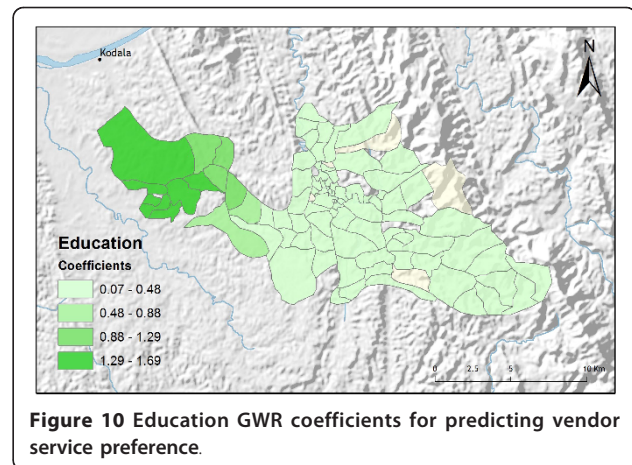 Kodala
N
Education
Coefficients
0.07 - 0.48
0.48 - 0.88
0.88 - 1.29
1.29 - 1.69
0 2.5 5 10 Km
Figure 10 Education GWR coefficients for predicting vendor
service preference.